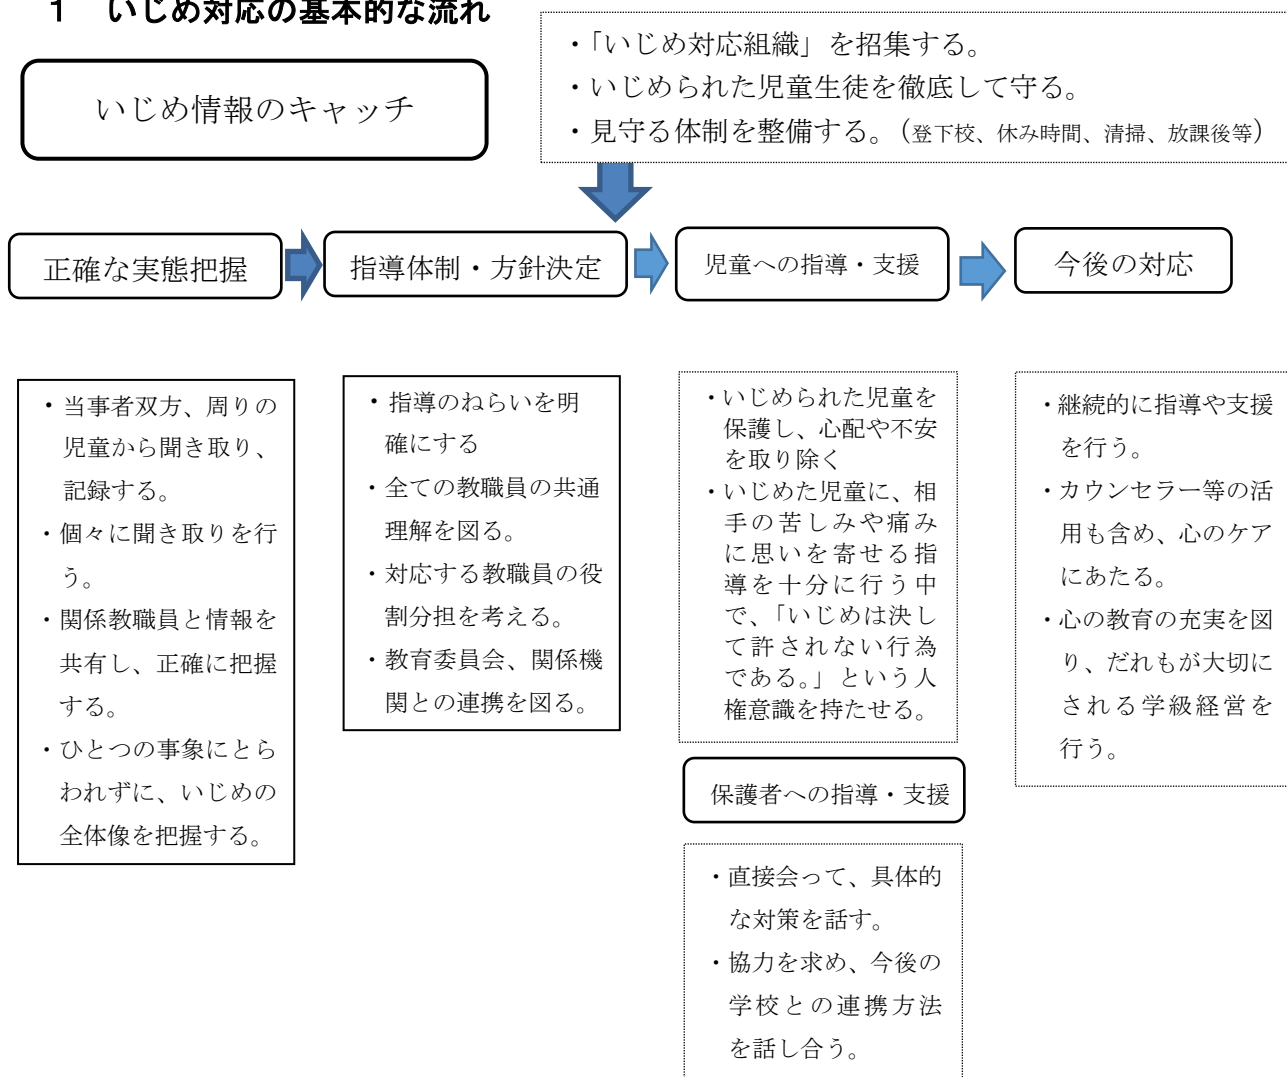 1 いじめ対応の基本的な流れ
いじめ情報のキャッチ
・「いじめ対応組織」を招集する。
・いじめられた児童生徒を徹底して守る。
・見守る体制を整備する。（登下校、休み時間、清掃、放課後等）
正確な実態把握
指導体制・方針決定
児童への指導・支援
今後の対応
・当事者双方、周りの
児童から聞き取り、
記録する。
・個々に聞き取りを行
う。
・関係教職員と情報を
共有し、正確に把握
する。
・ひとつの事象にとら
われずに、いじめの
全体像を把握する。
・指導のねらいを明
確にする
・全ての教職員の共通
理解を図る。
・対応する教職員の役
割分担を考える。
・教育委員会、関係機
関との連携を図る。
・いじめられた児童を
保護し、心配や不安
を取り除く
・いじめた児童に、相
手の苦しみや痛み
に思いを寄せる指
導を十分に行う中
で、「いじめは決し
て許されない行為
である。」という人
権意識を持たせる。
保護者への指導・支援
・直接会って、具体的
な対策を話す。
・協力を求め、今後の
学校との連携方法
を話し合う。
・継続的に指導や支援
を行う。
・カウンセラー等の活
用も含め、心のケア
にあたる。
・心の教育の充実を図
り、だれもが大切に
される学級経営を
行う。